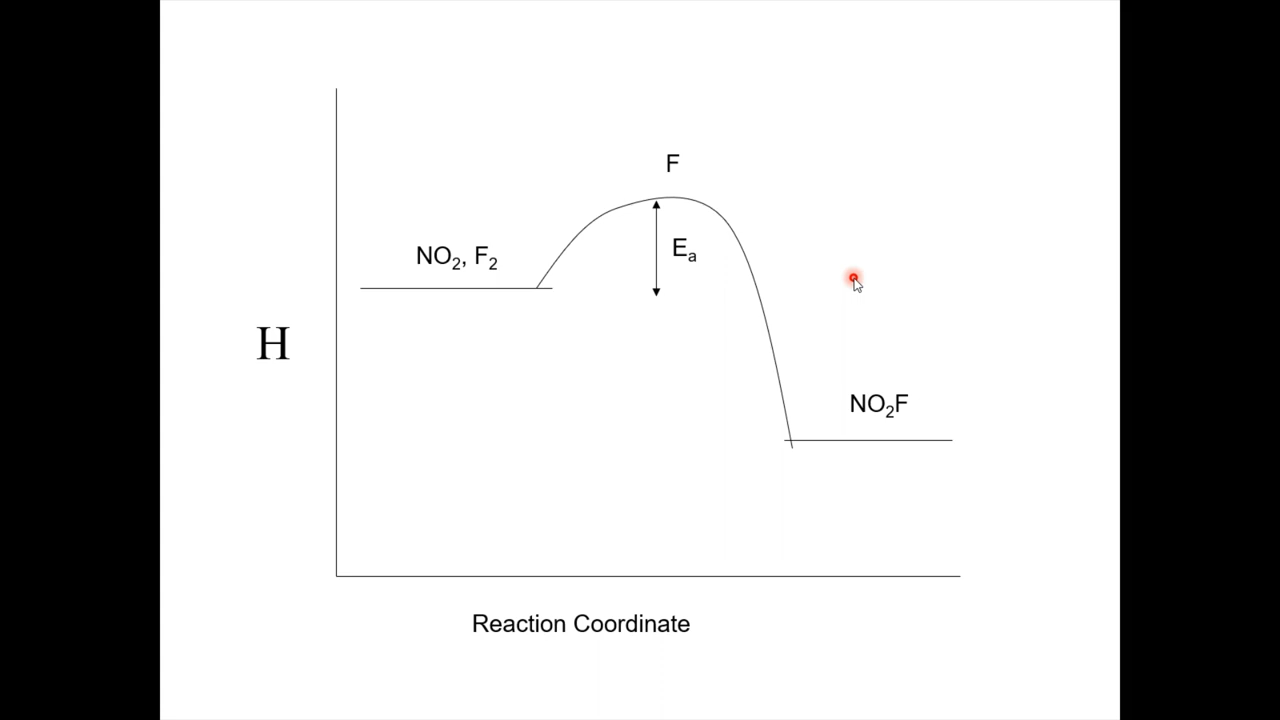 F
NO₂, F₂
Eₐ
H
NO₂F
Reaction Coordinate